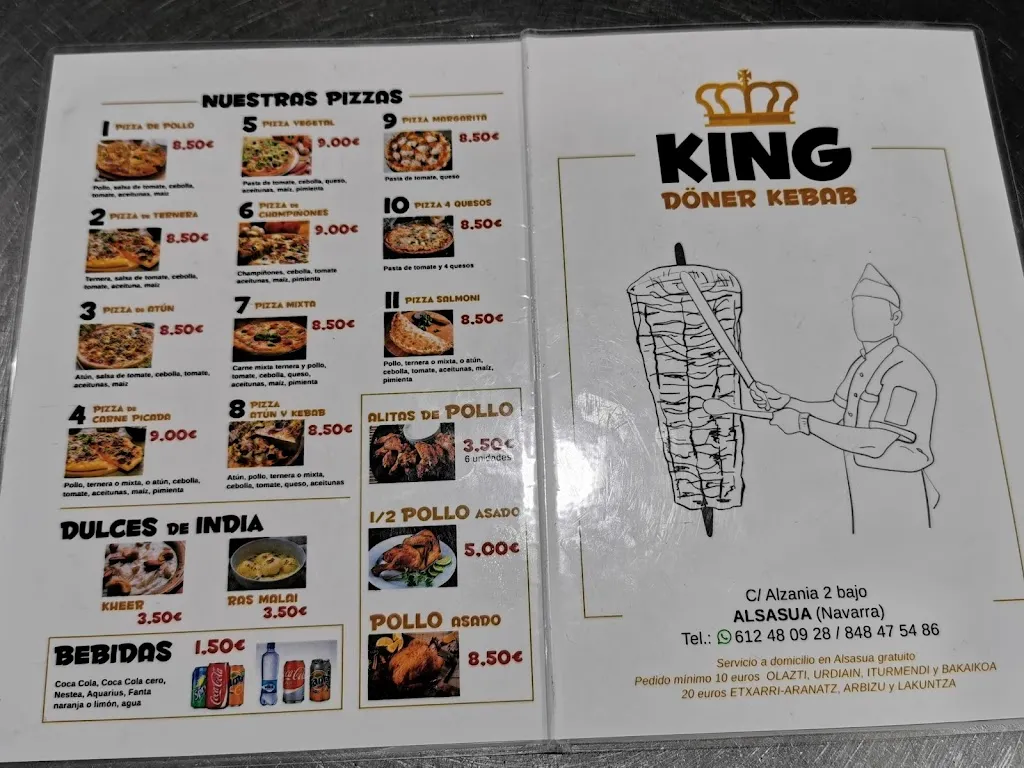 NUESTRAS PIZZAS
1 PIZZA DE POLLO
8.50€
Pollo, salsa de tomate, cebolla,
tomate, aceitunas, maíz
2 PIZZA DE TERNERA
8.50€
Ternera, salsa de tomate, cebolla,
tomate, aceituna, maíz
3 PIZZA DE ATÚN
8.50€
Atún, salsa de tomate, cebolla, tomate,
aceitunas, maíz
4 PIZZA DE
CARNE PICADA
9.00€
Pollo, ternera o mixta, o atún, cebolla,
tomate, aceitunas, maíz, pimienta
5 PIZZA VEGETAL
9.00€
Pasta de tomate, cebolla, queso,
aceitunas, maíz, pimienta
6 PIZZA DE
CHAMPIÑONES
9.00€
Champiñones, cebolla, tomate
aceitunas, maíz, pimienta
7 PIZZA MIXTA
8.50€
Carne mixta ternera y pollo,
tomate, cebolla, queso,
aceitunas, maíz, pimienta
8 PIZZA
ATÚN Y KEBAB
8.50€
Atún, pollo, ternera o mixta,
cebolla, tomate, queso, aceitunas
9 PIZZA MARGARITA
8.50€
Pasta de tomate, queso
10 PIZZA 4 QUESOS
8.50€
Pasta de tomate y 4 quesos
11 PIZZA SALMONI
8.50€
Pollo, ternera o mixta, o atún,
cebolla, tomate, aceitunas, maíz,
pimienta
ALITAS DE POLLO
3.50€
6 unidades
1/2 POLLO ASADO
5,00€
POLLO ASADO
8.50€
DULCES DE INDIA
KHEER
3.50€
RAS MALAI
3.50€
BEBIDAS
1.50€
Coca Cola, Coca Cola cero,
Nestea, Aquarius, Fanta
naranja o limón, agua
KING
DÖNER KEBAB
C/ Alzania 2 bajo
ALSASUA (Navarra)
Tel.: 612 48 09 28 / 848 47 54 86
Servicio a domicilio en Alsasua gratuito
Pedido mínimo 10 euros OLAZTI, URDIAIN, ITURMENDI y BAKAIKOA
20 euros ETXARRI-ARANATZ, ARBIZU y LAKUNTZA